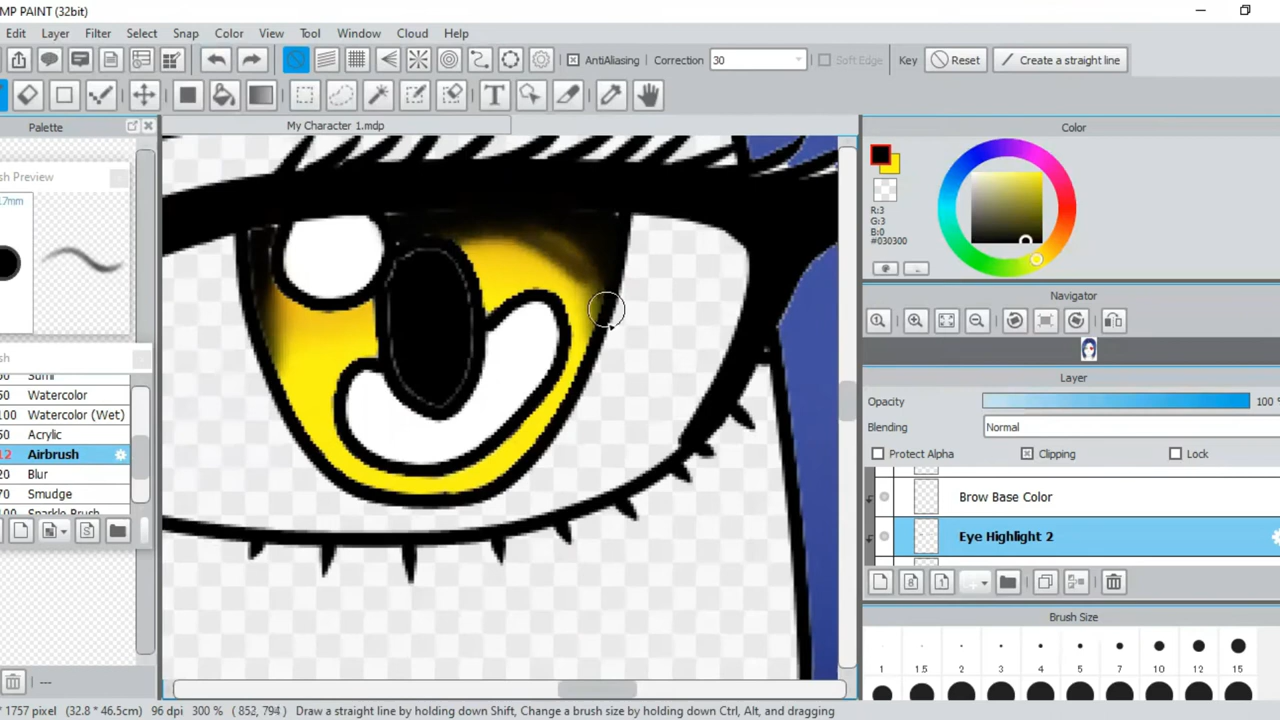 MP PAINT (32bit)
Edit Layer Filter Select Snap Color View Tool Window Cloud Help
AntiAliasing Correction 30 Soft Edge Key Reset Create a straight line
T
Palette
My Character 1.mdp
Color
sh Preview
17mm
R:3
G:3
B:0
#030300
Navigator
sh
Layer
Sumi
50 Watercolor
100 Watercolor (Wet)
50 Acrylic
12 Airbrush
20 Blur
70 Smudge
Sparkle Brush
Opacity 100 %
Blending Normal
Protect Alpha Clipping Lock
Brow Base Color
Eye Highlight 2
Brush Size
1 1.5 2 3 4 5 7 10 12 15
---
* 1757 pixel (32.8 * 46.5cm) 96 dpi 300 % ( 852, 794 ) Draw a straight line by holding down Shift, Change a brush size by holding down Ctrl, Alt, and dragging